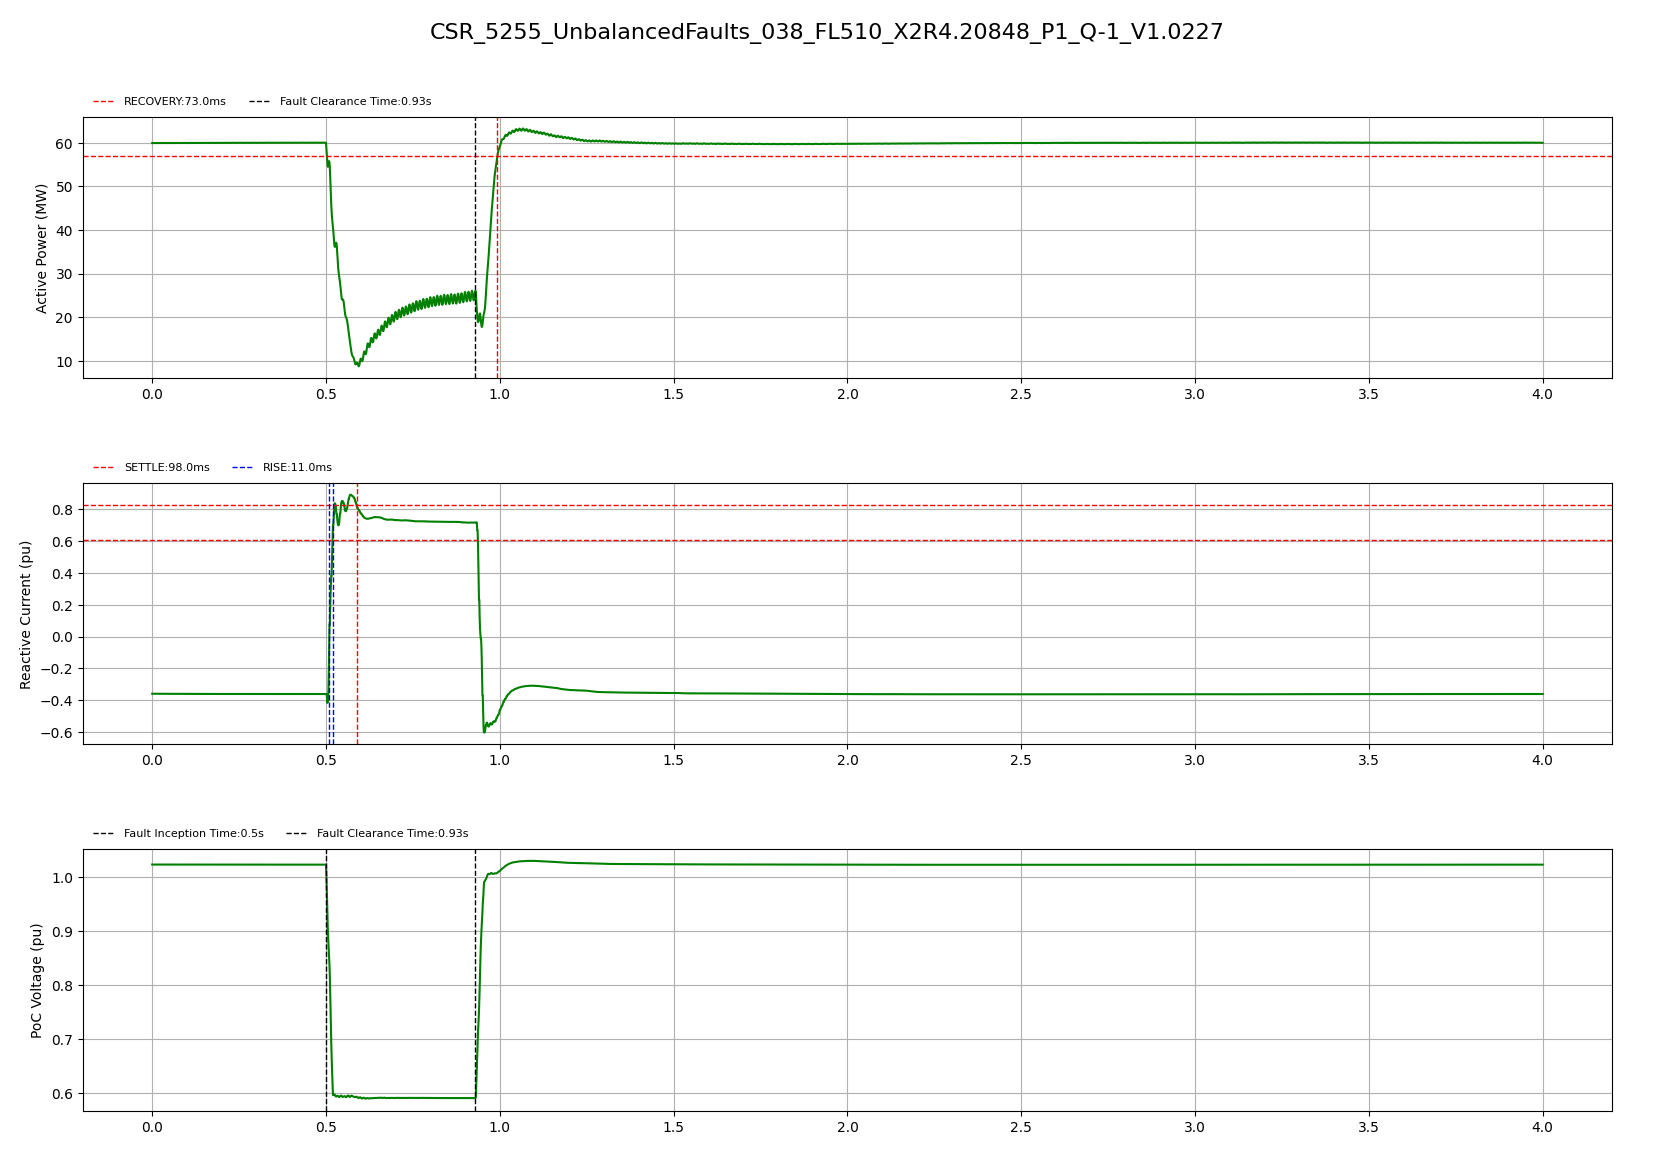 CSR_5255_UnbalancedFaults_038_FL510_X2R4.20848_P1_Q-1_V1.0227
RECOVERY:73.0ms Fault Clearance Time:0.93s
Active Power (MW)
60
50
40
30
20
10
0.0 0.5 1.0 1.5 2.0 2.5 3.0 3.5 4.0
SETTLE:98.0ms RISE:11.0ms
Reactive Current (pu)
0.8
0.6
0.4
0.2
0.0
−0.2
−0.4
−0.6
0.0 0.5 1.0 1.5 2.0 2.5 3.0 3.5 4.0
Fault Inception Time:0.5s Fault Clearance Time:0.93s
PoC Voltage (pu)
1.0
0.9
0.8
0.7
0.6
0.0 0.5 1.0 1.5 2.0 2.5 3.0 3.5 4.0